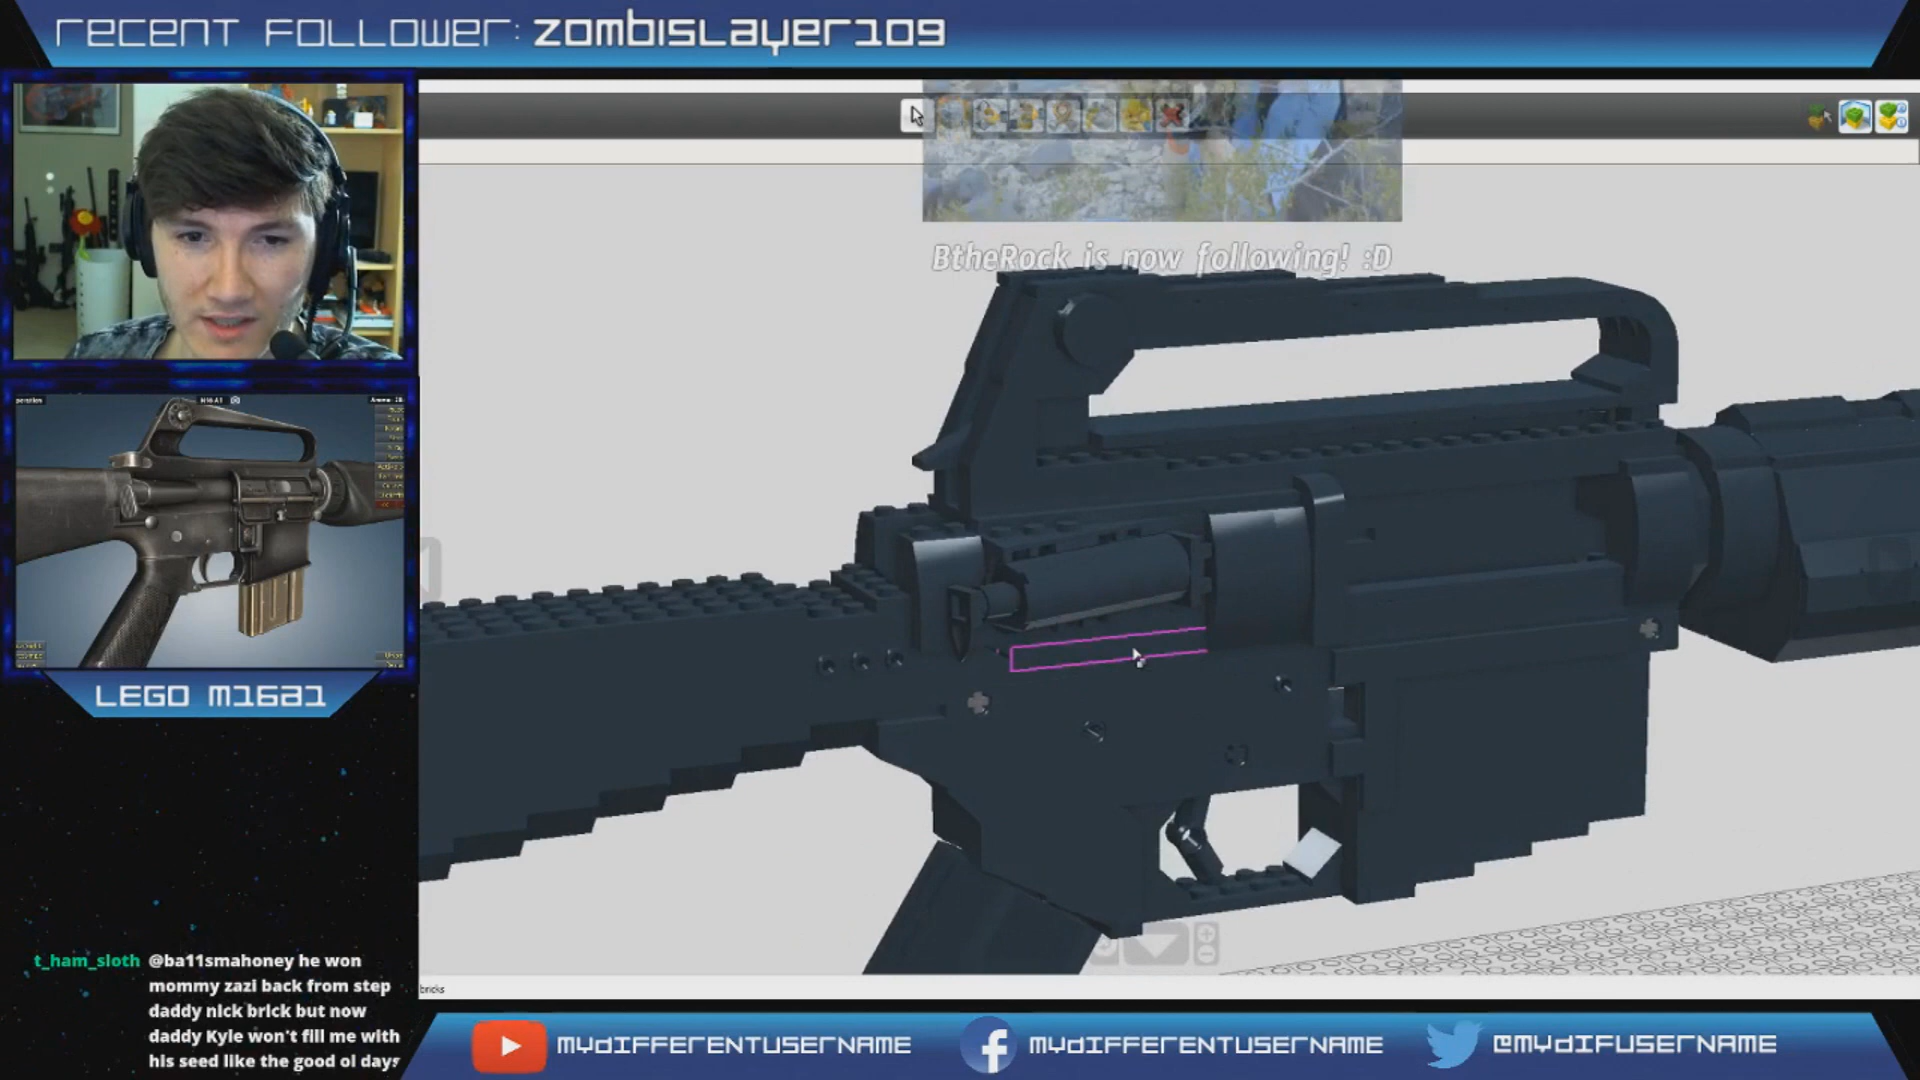 RECENT FOLLOWER: ZOMBISLAYER109
BtheRock is now following! :D
M16A1
LEGO M16A1
t_ham_sloth @ba11smahoney he won
mommy zazi back from step
daddy nick brick but now
daddy Kyle won't fill me with
his seed like the good ol days
bricks
MYDIFFERENTUSERNAME
MYDIFFERENTUSERNAME
@MYDIFUSERNAME